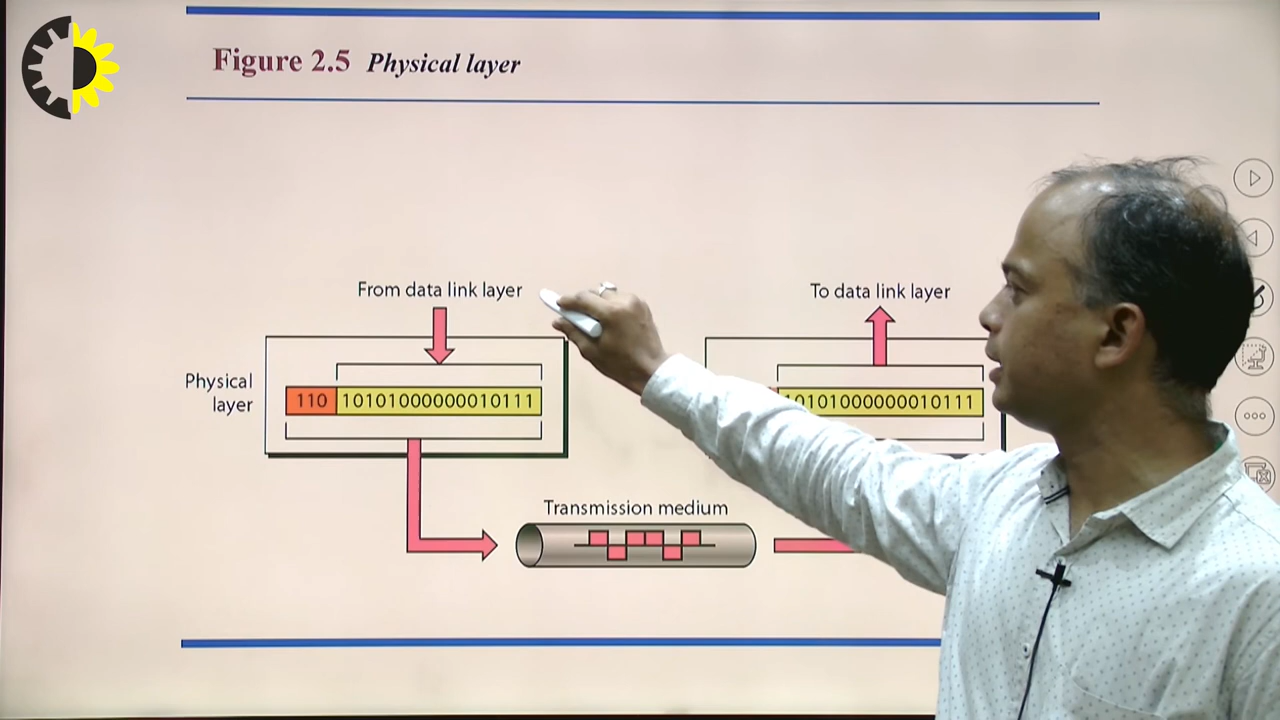 Figure 2.5 Physical layer
From data link layer
To data link layer
Physical
layer
110 10101000000010111
10101000000010111
Transmission medium